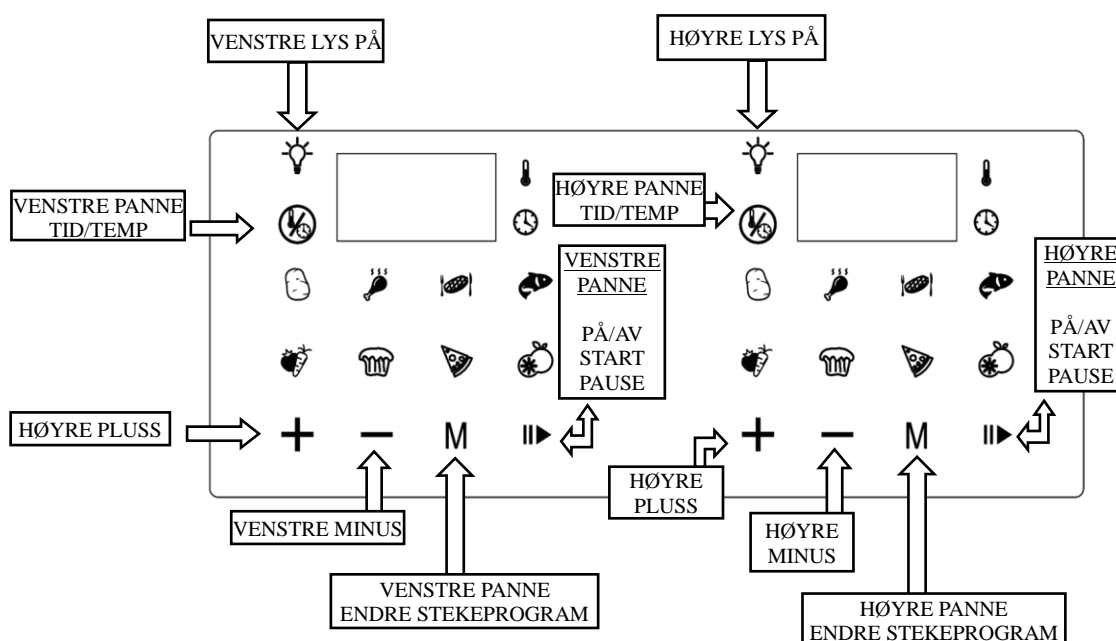 VENSTRE LYS PÅ
HØYRE LYS PÅ
VENSTRE PANNE
TID/TEMP
HØYRE PANNE
TID/TEMP
VENSTRE
PANNE
PÅ/AV
START
PAUSE
HØYRE
PANNE
PÅ/AV
START
PAUSE
HØYRE PLUSS
M
M
HØYRE
PLUSS
VENSTRE MINUS
HØYRE
MINUS
VENSTRE PANNE
ENDRE STEKEPROGRAM
HØYRE PANNE
ENDRE STEKEPROGRAM